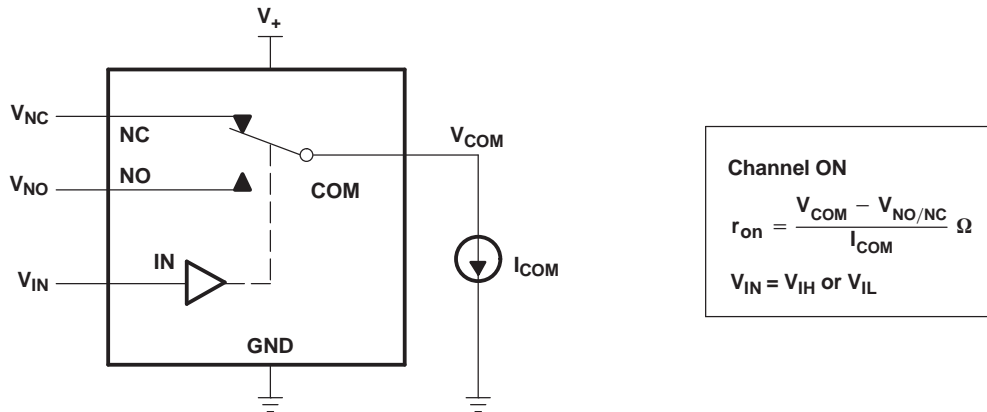 V+
VNC
NC
VCOM
VNO
NO
COM
VIN
IN
ICOM
GND
Channel ON
ron = VCOM − VNO/NC / ICOM Ω
VIN = VIH or VIL